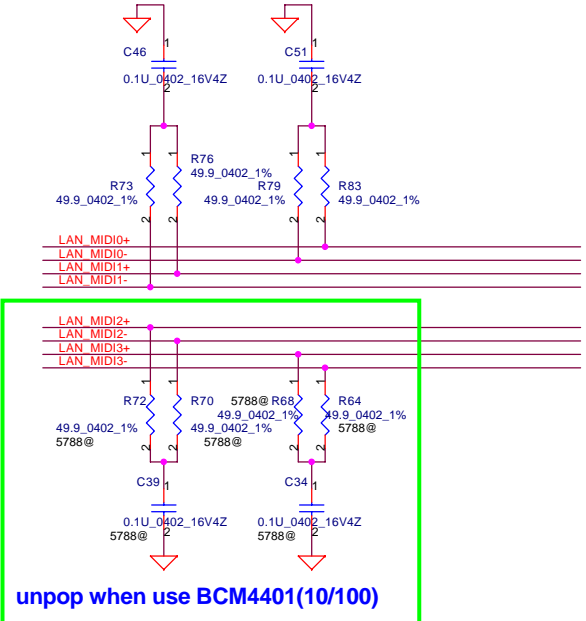 1
1
C46
C51
0.1U_0402_16V4Z
0.1U_0402_16V4Z
2
2
1
1
1
1
R76
49.9_0402_1%
R73
49.9_0402_1%
R79
49.9_0402_1%
R83
49.9_0402_1%
2
2
2
2
LAN_MIDI0+
LAN_MIDI0-
LAN_MIDI1+
LAN_MIDI1-
LAN_MIDI2+
LAN_MIDI2-
LAN_MIDI3+
LAN_MIDI3-
1
1
1
1
R72
49.9_0402_1%
5788@
R70
49.9_0402_1%
5788@
5788@ R68
49.9_0402_1%
R64
49.9_0402_1%
5788@
2
2
2
2
C39
1
C34
1
0.1U_0402_16V4Z
5788@
2
0.1U_0402_16V4Z
5788@
2
unpop when use BCM4401(10/100)